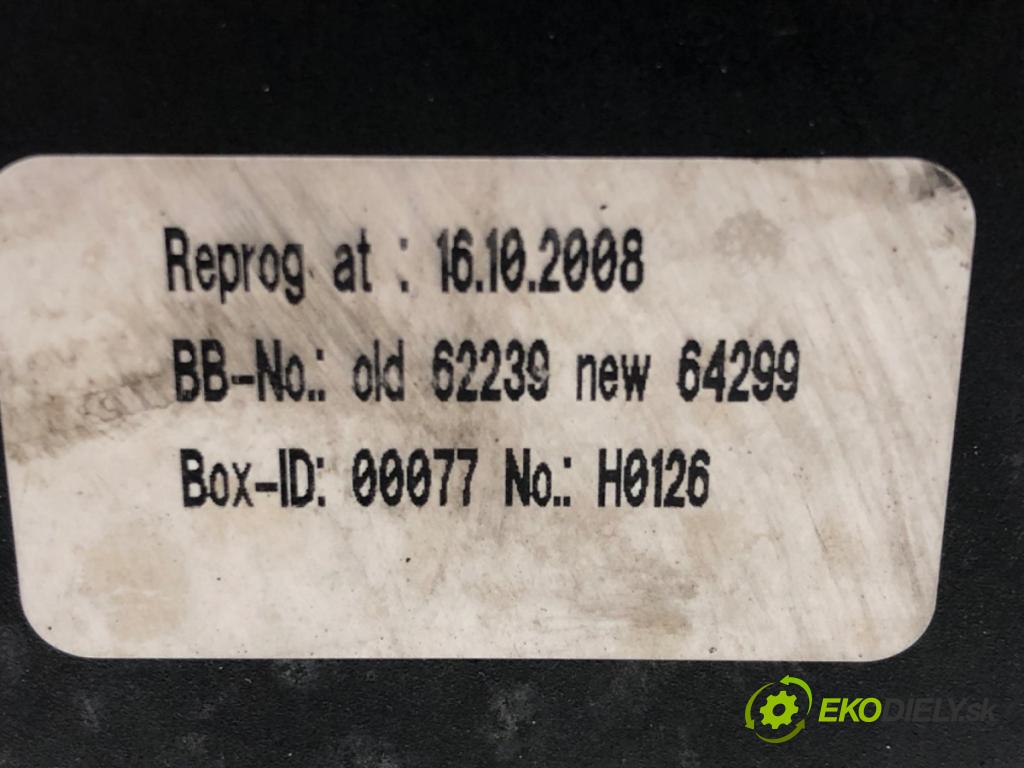 Reprog at : 16.10.2008
BB-No.: old 62239 new 64299
Box-ID: 00077 No.: H0126
EKODIELY.sk